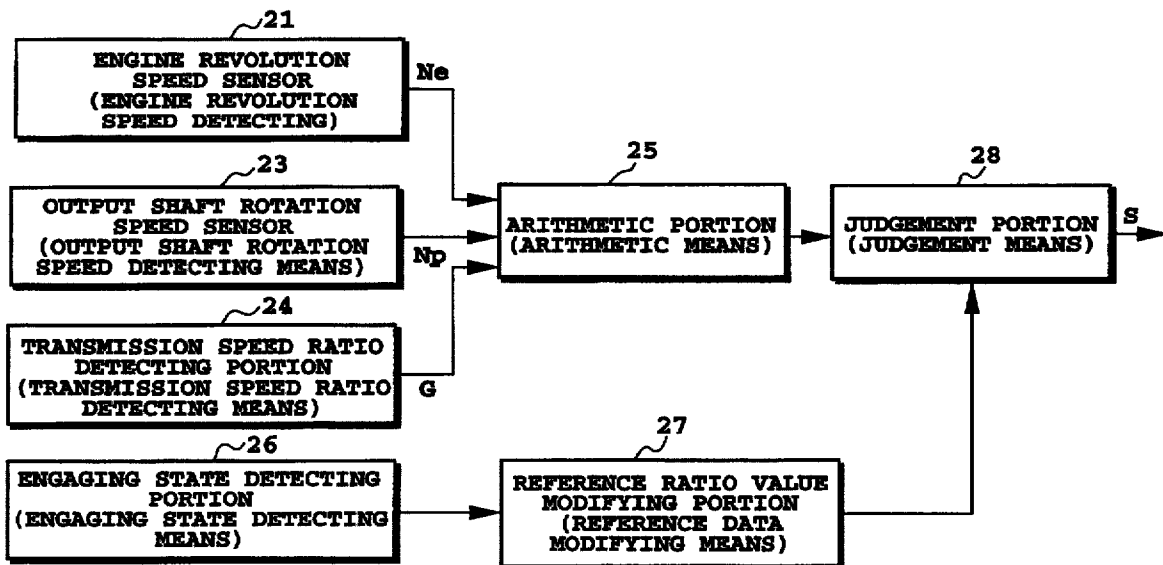 21
ENGINE REVOLUTION
SPEED SENSOR
(ENGINE REVOLUTION
SPEED DETECTING)
Ne
23
OUTPUT SHAFT ROTATION
SPEED SENSOR
(OUTPUT SHAFT ROTATION
SPEED DETECTING MEANS)
Np
24
TRANSMISSION SPEED RATIO
DETECTING PORTION
(TRANSMISSION SPEED RATIO
DETECTING MEANS)
G
25
ARITHMETIC PORTION
(ARITHMETIC MEANS)
28
JUDGEMENT PORTION
(JUDGEMENT MEANS)
S
26
ENGAGING STATE DETECTING
PORTION
(ENGAGING STATE DETECTING
MEANS)
27
REFERENCE RATIO VALUE
MODIFYING PORTION
(REFERENCE DATA
MODIFYING MEANS)